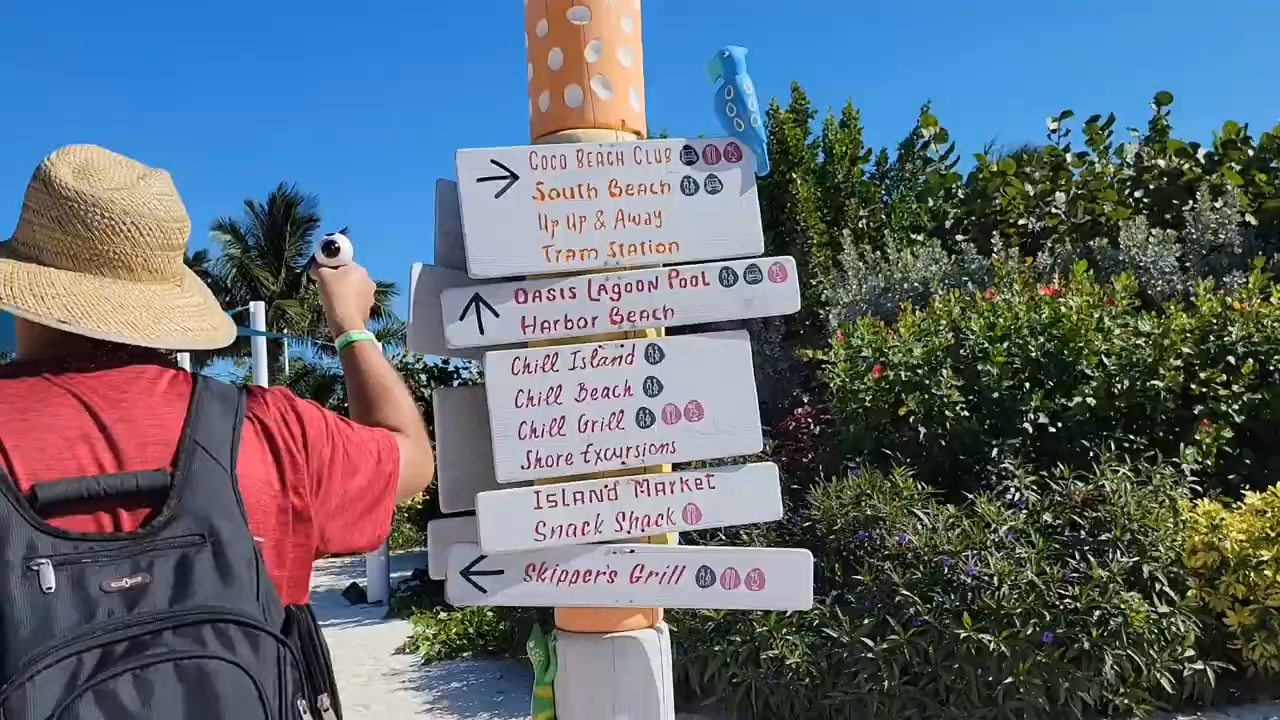 Coco Beach Club
South Beach
Up Up & Away
Tram Station
Oasis Lagoon Pool
Harbor Beach
Chill Island
Chill Beach
Chill Grill
Shore Excursions
Island Market
Snack Shack
Skipper's Grill